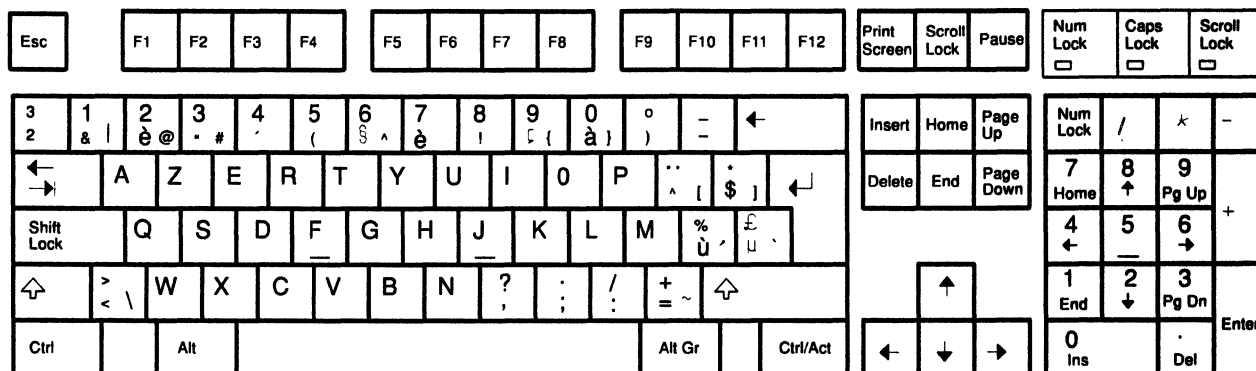 Esc F1 F2 F3 F4 F5 F6 F7 F8 F9 F10 F11 F12 Print Screen Scroll Lock Pause Num Lock Caps Lock Scroll Lock
3 1 2 3 4 5 6 7 8 9 0 o _ ← Insert Home Page Up Num Lock / * -
2 & | è @ " # ´ ( § ^ è ! ç { à } ) –
A Z E R T Y U I O P ¨ ^ [ * $ ] ↵ Delete End Page Down 7 Home 8 ↑ 9 Pg Up +
Shift Lock Q S D F G H J K L M % ù ´ £ µ ` 4 ← 5 6 →
⇧ > < \ W X C V B N ? , . ; / : + = ~ ⇧ ↑ 1 End 2 ↓ 3 Pg Dn Enter
Ctrl Alt Alt Gr Ctrl/Act ← ↓ → 0 Ins . Del